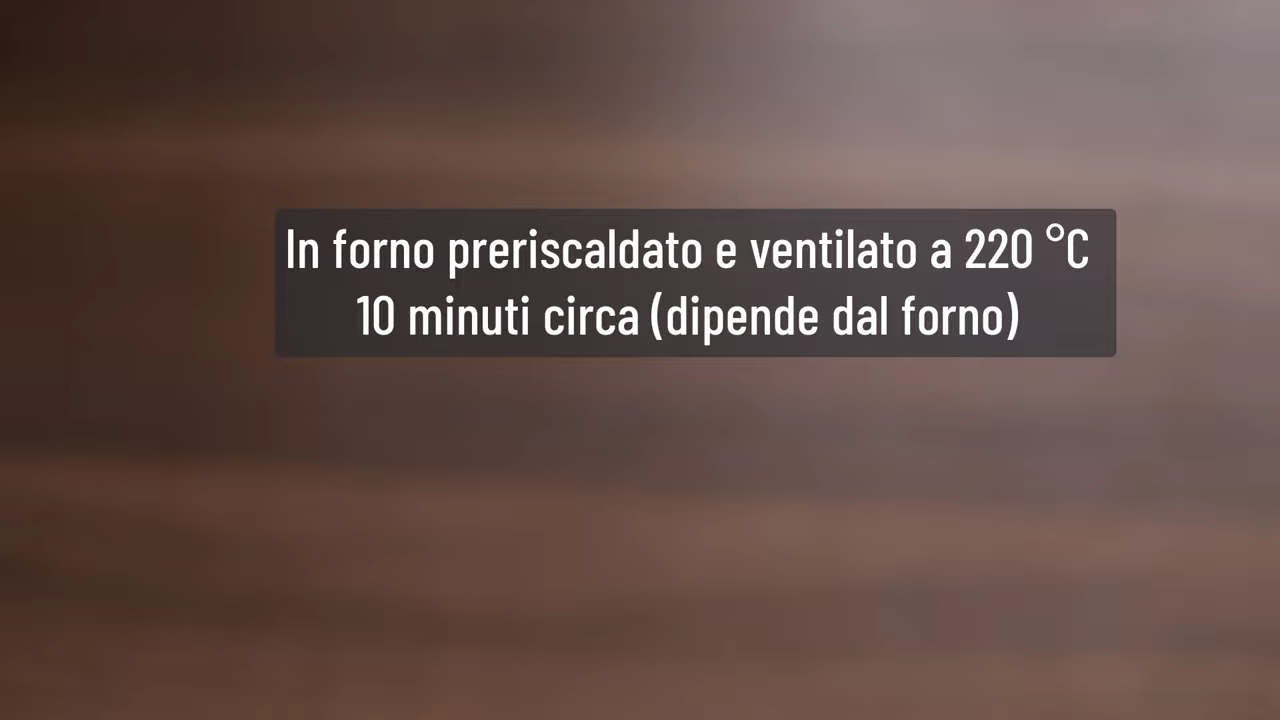 In forno preriscaldato e ventilato a 220 °C
10 minuti circa (dipende dal forno)